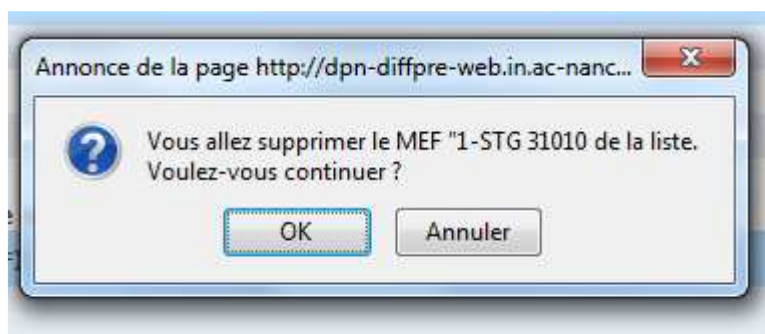 Annonce de la page http://dpn-diffpre-web.in.ac-nanc...
Vous allez supprimer le MEF "1-STG 31010 de la liste.
Voulez-vous continuer ?
OK Annuler